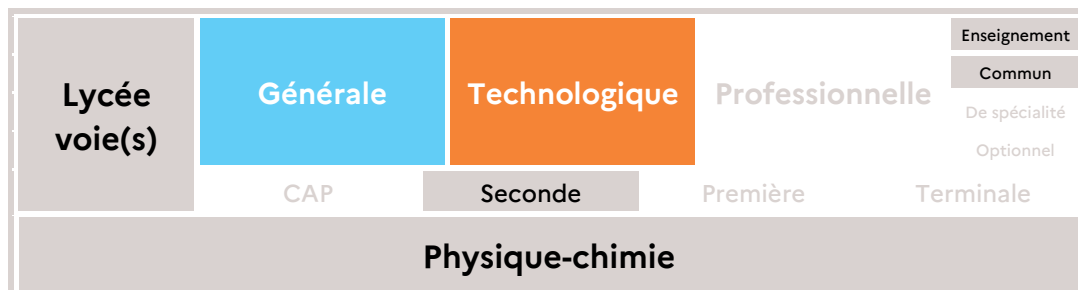 Lycée
voie(s)
Générale
Technologique
Professionnelle
Enseignement
Commun
De spécialité
Optionnel
CAP
Seconde
Première
Terminale
Physique-chimie